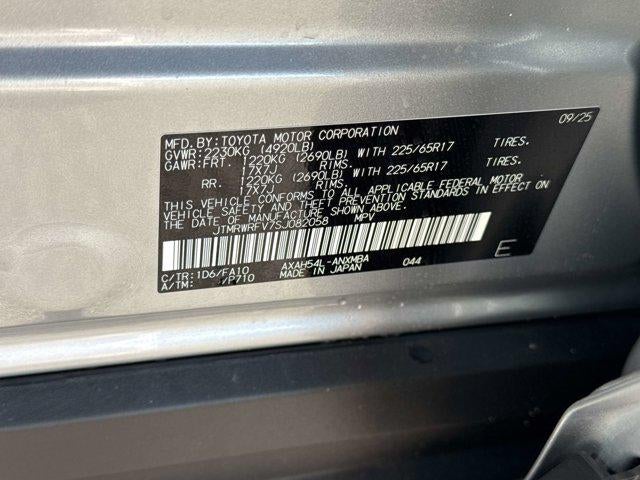 MFD.BY:TOYOTA MOTOR CORPORATION 09/25
GVWR:2230KG (4920LB)
GAWR:FRT. 1220KG (2690LB) WITH 225/65R17 TIRES.
17X7J RIMS.
RR. 1220KG (2690LB) WITH 225/65R17 TIRES.
17X7J RIMS.
THIS VEHICLE CONFORMS TO ALL APPLICABLE FEDERAL MOTOR
VEHICLE SAFETY AND THEFT PREVENTION STANDARDS IN EFFECT ON
THE DATE OF MANUFACTURE SHOWN ABOVE.
JTMRWRFV7SJ082058 MPV
C/TR:1D6/FA10 AXAH54L-ANXMBA 044 E
A/TM: /P710 MADE IN JAPAN